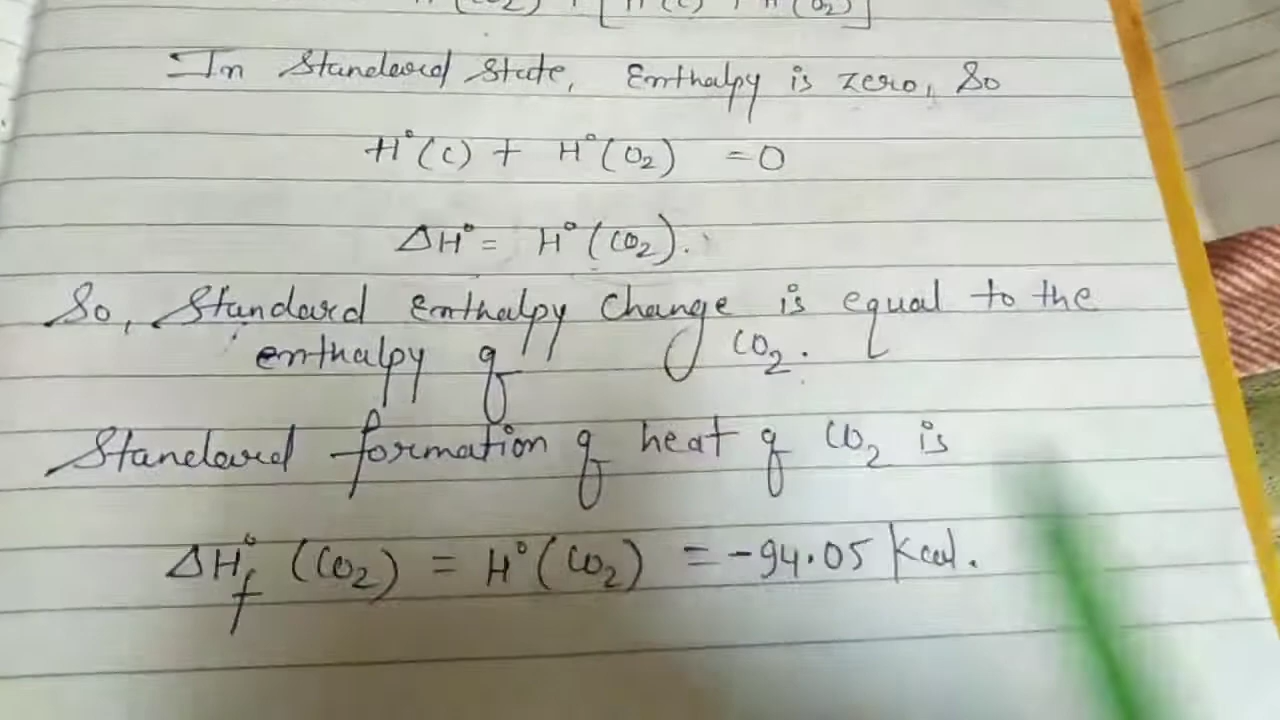 In Standard State, Enthalpy is zero, So
H°(C) + H°(O₂) = 0
ΔH° = H°(CO₂).
So, Standard Enthalpy Change is equal to the
enthalpy of CO₂.
Standard formation of heat of CO₂ is
ΔH°f (CO₂) = H°(CO₂) = -94.05 Kcal.